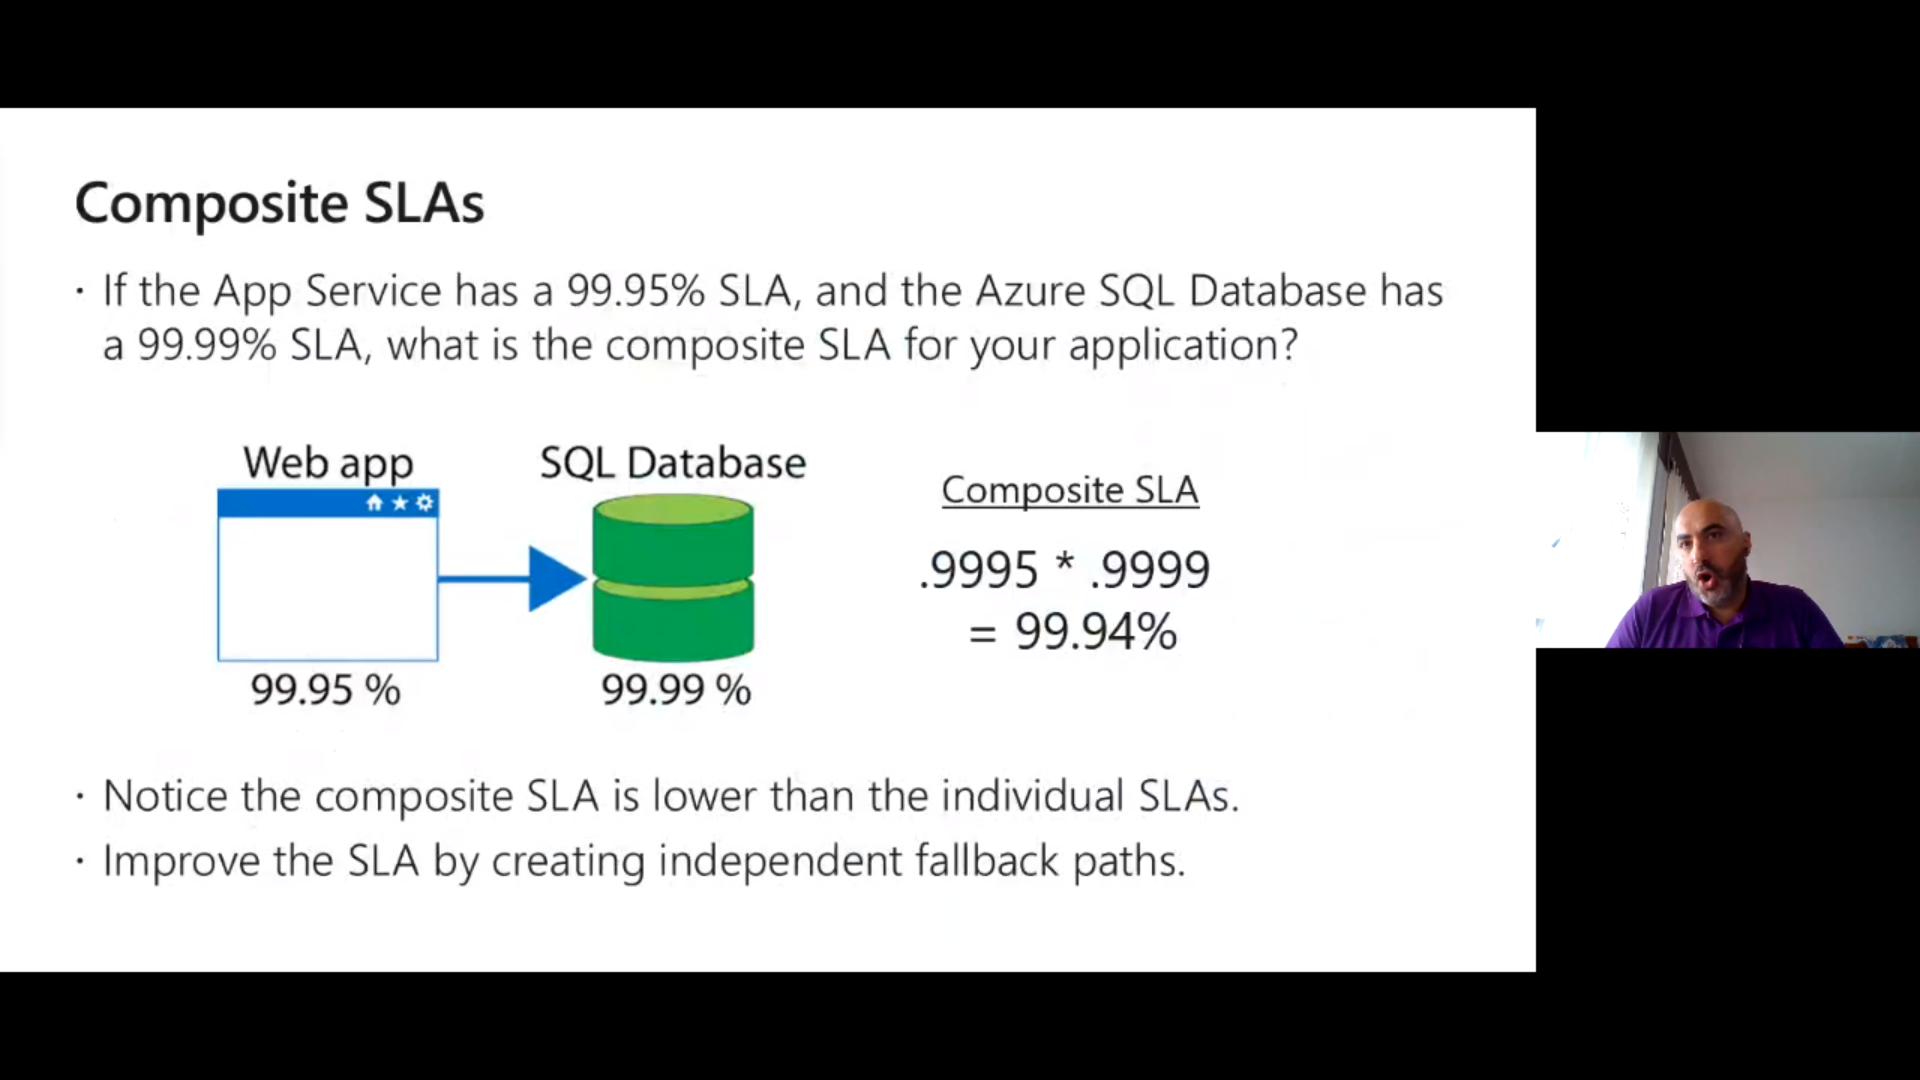 Composite SLAs
· If the App Service has a 99.95% SLA, and the Azure SQL Database has
a 99.99% SLA, what is the composite SLA for your application?
Web app
SQL Database
Composite SLA
.9995 * .9999
= 99.94%
99.95 %
99.99 %
· Notice the composite SLA is lower than the individual SLAs.
· Improve the SLA by creating independent fallback paths.